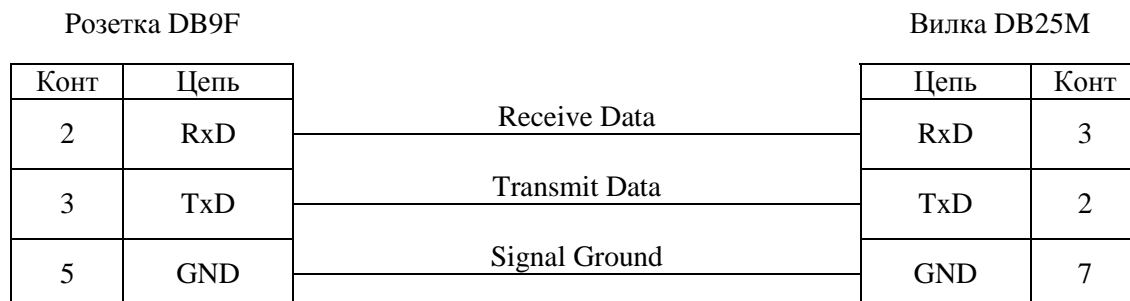 Розетка DB9F Вилка DB25M
Конт Цепь Цепь Конт
2 RxD Receive Data RxD 3
3 TxD Transmit Data TxD 2
5 GND Signal Ground GND 7